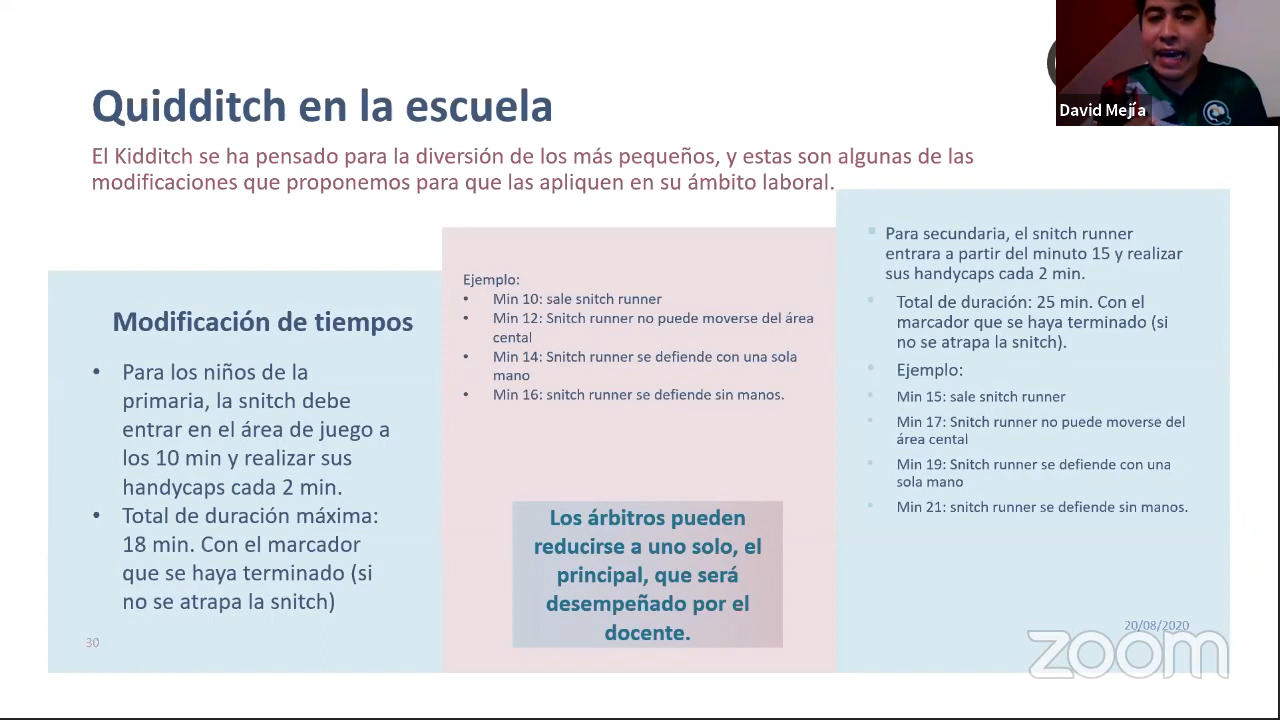 Quidditch en la escuela
David Mejía
El Kidditch se ha pensado para la diversión de los más pequeños, y estas son algunas de las
modificaciones que proponemos para que las apliquen en su ámbito laboral.
Modificación de tiempos
• Para los niños de la
primaria, la snitch debe
entrar en el área de juego a
los 10 min y realizar sus
handycaps cada 2 min.
• Total de duración máxima:
18 min. Con el marcador
que se haya terminado (si
no se atrapa la snitch)
30
Ejemplo:
• Min 10: sale snitch runner
• Min 12: Snitch runner no puede moverse del área
cental
• Min 14: Snitch runner se defiende con una sola
mano
• Min 16: snitch runner se defiende sin manos.
Los árbitros pueden
reducirse a uno solo, el
principal, que será
desempeñado por el
docente.
Para secundaria, el snitch runner
entrara a partir del minuto 15 y realizar
sus handycaps cada 2 min.
Total de duración: 25 min. Con el
marcador que se haya terminado (si
no se atrapa la snitch).
Ejemplo:
Min 15: sale snitch runner
Min 17: Snitch runner no puede moverse del
área cental
Min 19: Snitch runner se defiende con una
sola mano
Min 21: snitch runner se defiende sin manos.
20/08/2020
zoom